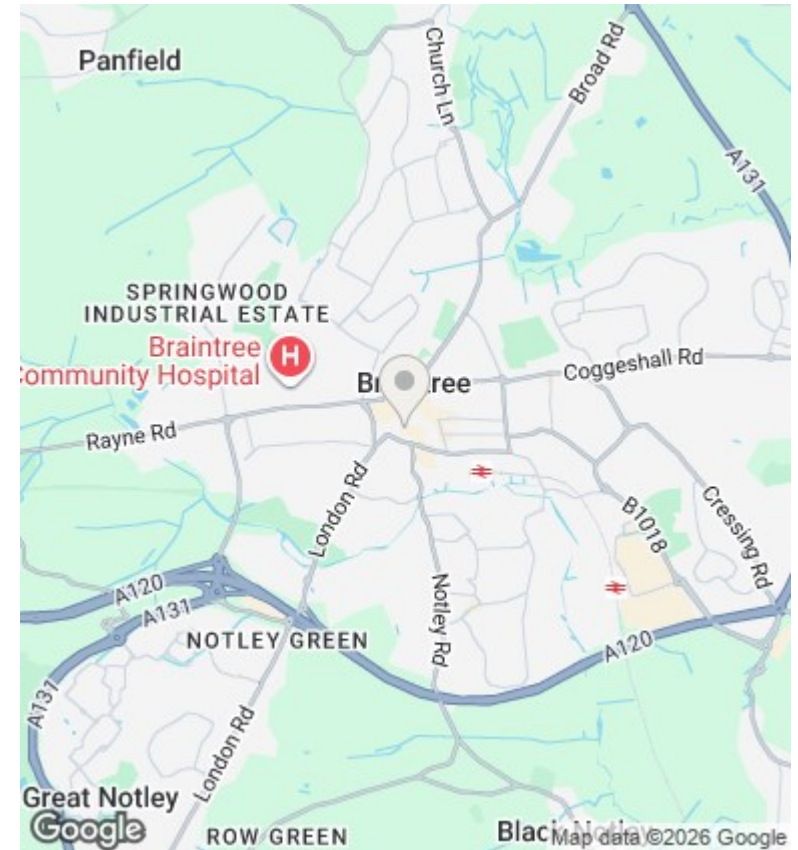 Panfield
Church Ln
Broad Rd
A131
SPRINGWOOD
INDUSTRIAL ESTATE
Braintree
Community Hospital
H
Coggeshall Rd
Rayne Rd
London Rd
B1018
Cressing Rd
Notley Rd
A120
A131
NOTLEY GREEN
A120
A131
London Rd
Great Notley
ROW GREEN
Black
Google
Map data ©2026 Google